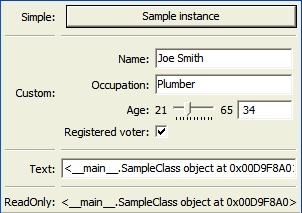 Simple: Sample instance
Name: Joe Smith
Occupation: Plumber
Custom:
Age: 21 65 34
Registered voter:
Text: <__main__.SampleClass object at 0x00D9F8A0
ReadOnly: <__main__.SampleClass object at 0x00D9F8A0>